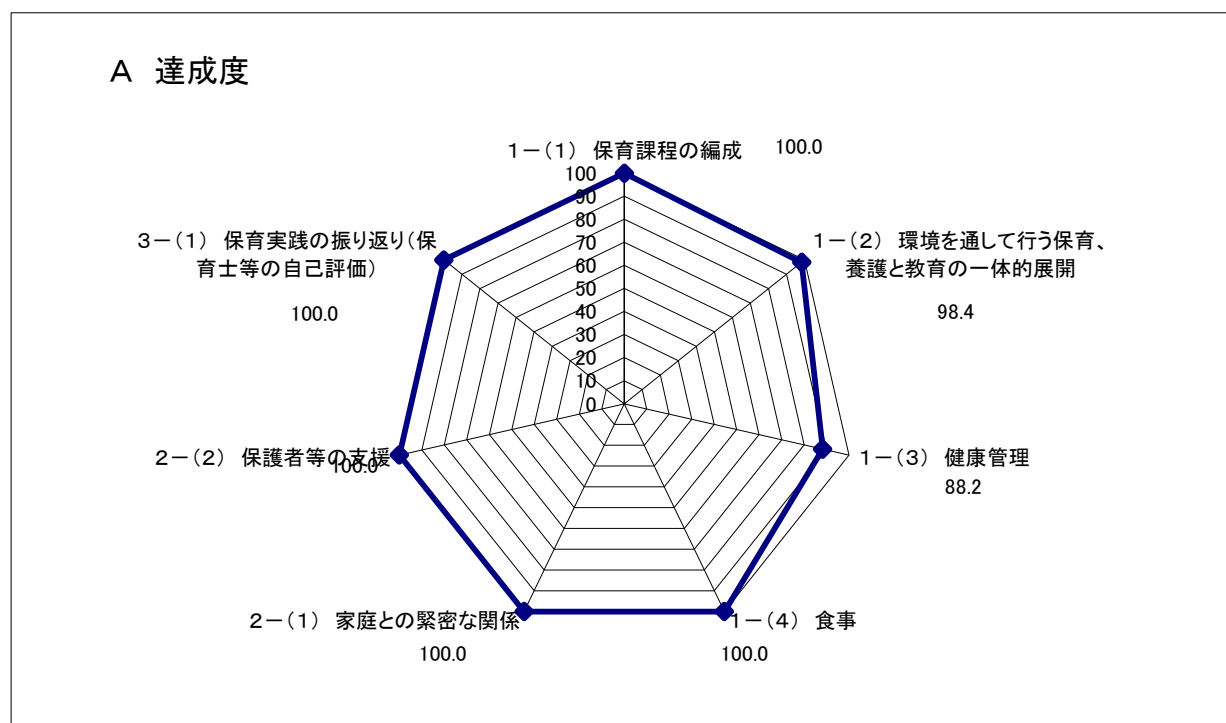 A 達成度
1－(1) 保育課程の編成
100.0
100
90
80
70
60
50
40
30
20
10
0
1－(2) 環境を通して行う保育、
養護と教育の一体的展開
98.4
1－(3) 健康管理
88.2
1－(4) 食事
100.0
2－(1) 家庭との緊密な関係
100.0
2－(2) 保護者等の支援
100.0
3－(1) 保育実践の振り返り(保
育士等の自己評価)
100.0